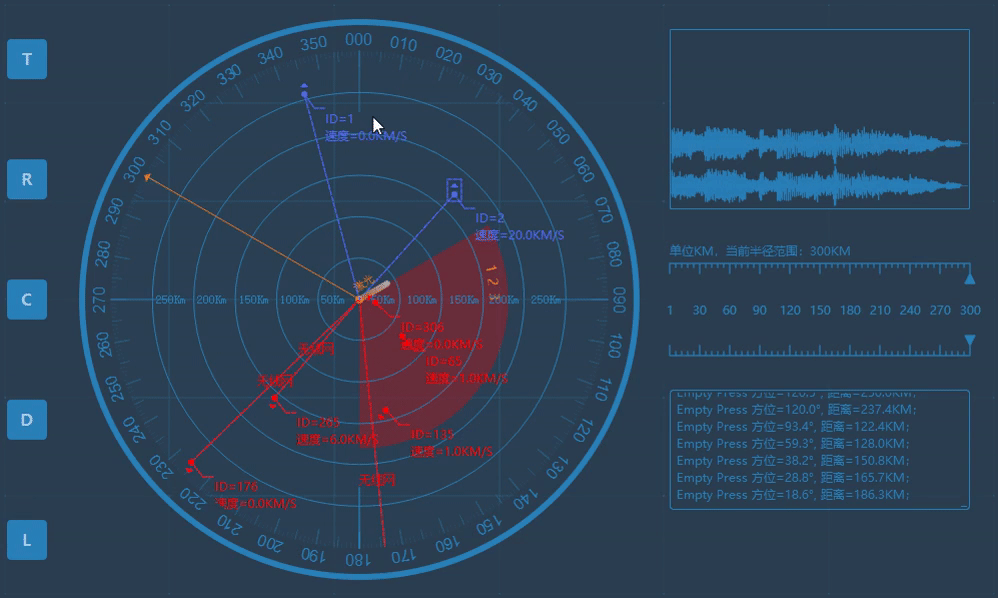 T
R
C
D
L
000
010
020
030
040
050
060
070
080
090
100
110
120
130
140
150
160
170
180
190
200
210
220
230
240
250
260
270
280
290
300
310
320
330
340
350
250Km
200Km
150Km
100Km
50Km
100Km
150Km
250Km
ID=1
速度=0.0KM/S
ID=2
速度=20.0KM/S
激光
1 2 3
ID=306
速度=0.0KM/S
ID=65
速度=1.0KM/S
无线网
无线网
ID=265
速度=6.0KM/S
ID=135
速度=1.0KM/S
无线网
ID=176
速度=0.0KM/S
单位KM，当前半径范围：300KM
1 30 60 90 120 150 180 210 240 270 300
Empty Press 方位=120.0°, 距离=237.4KM;
Empty Press 方位=93.4°, 距离=122.4KM;
Empty Press 方位=59.3°, 距离=128.0KM;
Empty Press 方位=38.2°, 距离=150.8KM;
Empty Press 方位=28.8°, 距离=165.7KM;
Empty Press 方位=18.6°, 距离=186.3KM;